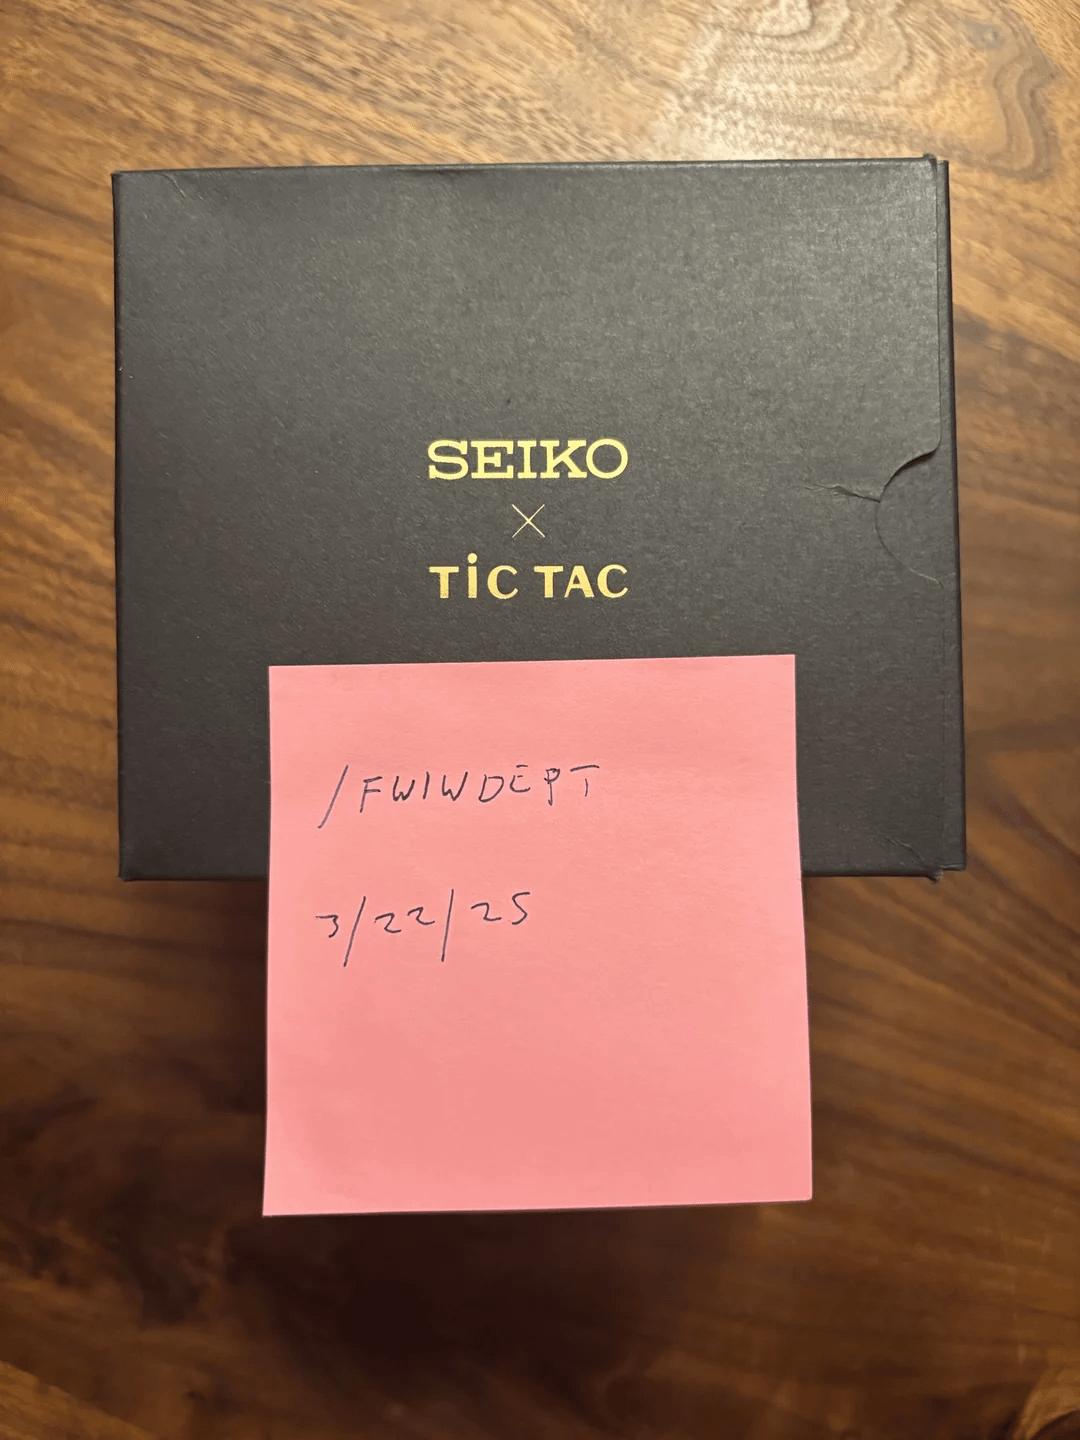 SEIKO
×
TiC TAC
/FWIWDEPT
3/22/25